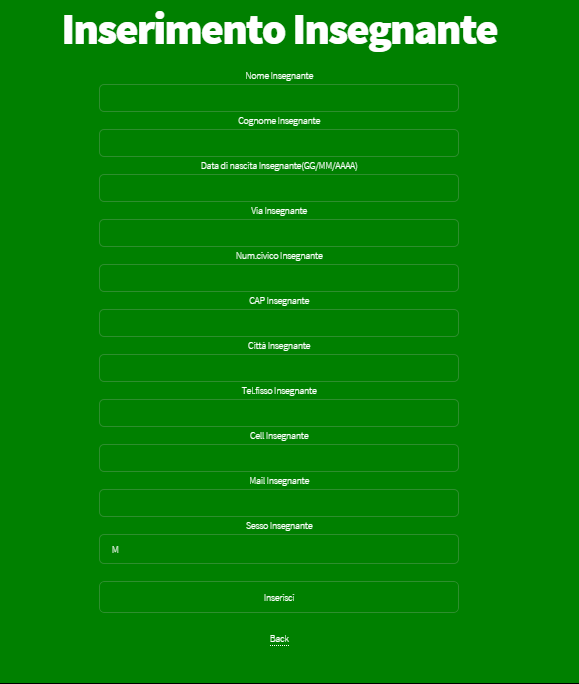 Inserimento Insegnante
Nome Insegnante
Cognome Insegnante
Data di nascita Insegnante(GG/MM/AAAA)
Via Insegnante
Num.civico Insegnante
CAP Insegnante
Città Insegnante
Tel.fisso Insegnante
Cell Insegnante
Mail Insegnante
Sesso Insegnante
M
Inserisci
Back